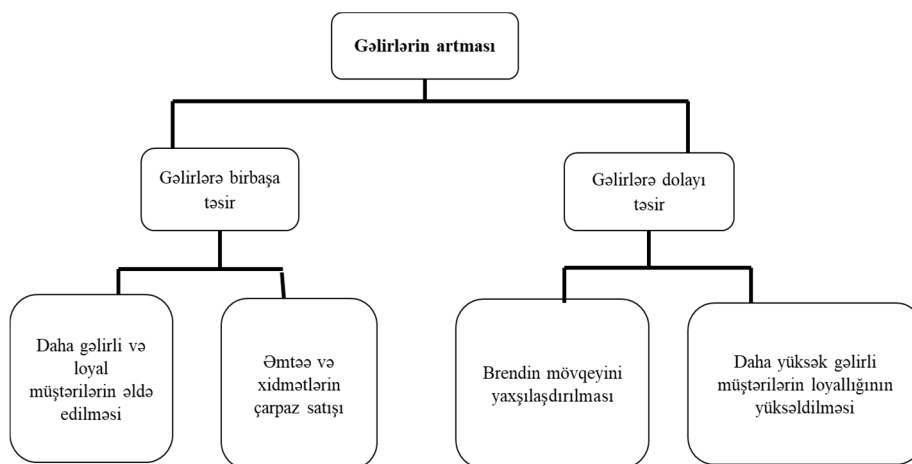 Gəlirlərin artması
Gəlirlərə birbaşa
təsir
Gəlirlərə dolayı
təsir
Daha gəlirli və
loyal
müştərilərin əldə
edilməsi
Əmtəə və
xidmətlərin
çarpaz satışı
Brendin mövqeyini
yaxşılaşdırılması
Daha yüksək gəlirli
müştərilərin loyallığının
yüksəldilməsi